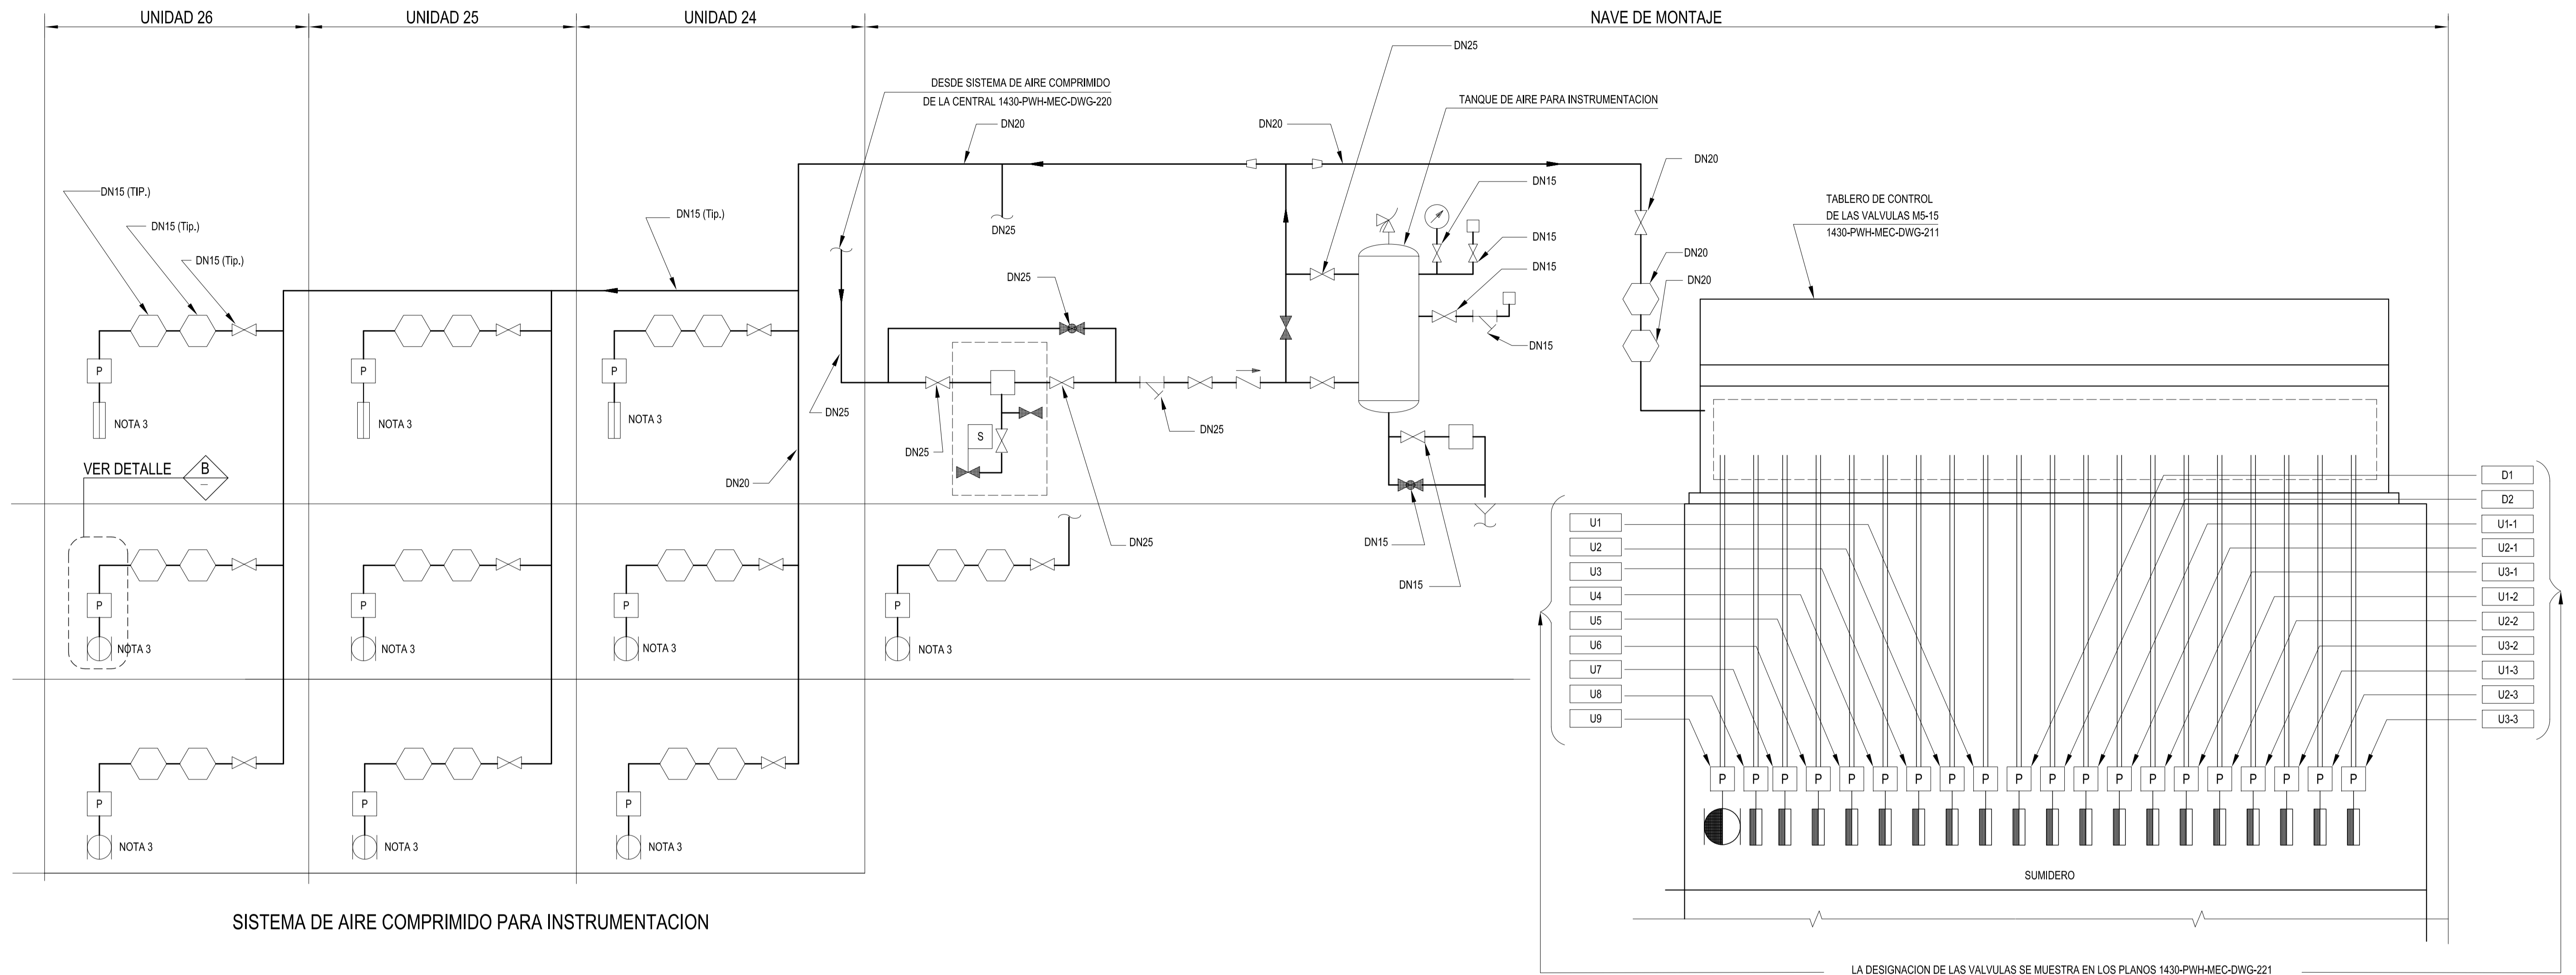 UNIDAD 26
UNIDAD 25
UNIDAD 24
NAVE DE MONTAJE
DN25
DESDE SISTEMA DE AIRE COMPRIMIDO
DE LA CENTRAL 1430-PWH-MEC-DWG-220
TANQUE DE AIRE PARA INSTRUMENTACION
DN20
DN20
DN20
DN15
DN15 (TIP.)
DN15 (Tip.)
DN15 (Tip.)
DN15 (Tip.)
DN25
DN15
DN15
TABLERO DE CONTROL
DE LAS VALVULAS M5-15
1430-PWH-MEC-DWG-211
DN20
DN20
DN25
DN15
P
P
P
NOTA 3
NOTA 3
NOTA 3
DN25
DN25
DN25
S
DN20
VER DETALLE
B
–
DN25
DN15
DN15
P
P
P
P
NOTA 3
NOTA 3
NOTA 3
NOTA 3
U1
U2
U3
U4
U5
U6
U7
U8
U9
D1
D2
U1-1
U2-1
U3-1
U1-2
U2-2
U3-2
U1-3
U2-3
U3-3
P P P P P P P P P P P P P P P P P P P P
P
P
P
NOTA 3
NOTA 3
NOTA 3
SUMIDERO
SISTEMA DE AIRE COMPRIMIDO PARA INSTRUMENTACION
LA DESIGNACION DE LAS VALVULAS SE MUESTRA EN LOS PLANOS 1430-PWH-MEC-DWG-221